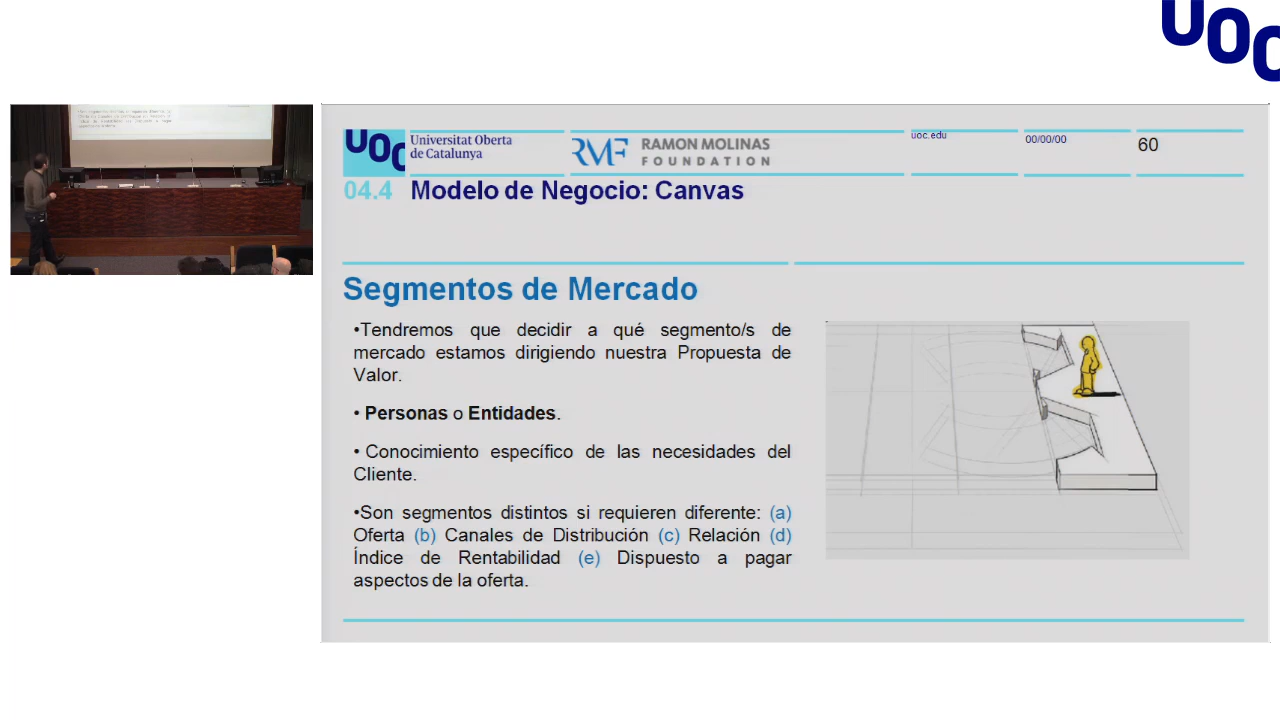 UOC
UOC
Universitat Oberta
de Catalunya
RMF
RAMON MOLINAS
FOUNDATION
uoc.edu
00/00/00
60
04.4 Modelo de Negocio: Canvas
Segmentos de Mercado
•Tendremos que decidir a qué segmento/s de
mercado estamos dirigiendo nuestra Propuesta de
Valor.
• Personas o Entidades.
• Conocimiento específico de las necesidades del
Cliente.
•Son segmentos distintos si requieren diferente: (a)
Oferta (b) Canales de Distribución (c) Relación (d)
Índice de Rentabilidad (e) Dispuesto a pagar
aspectos de la oferta.